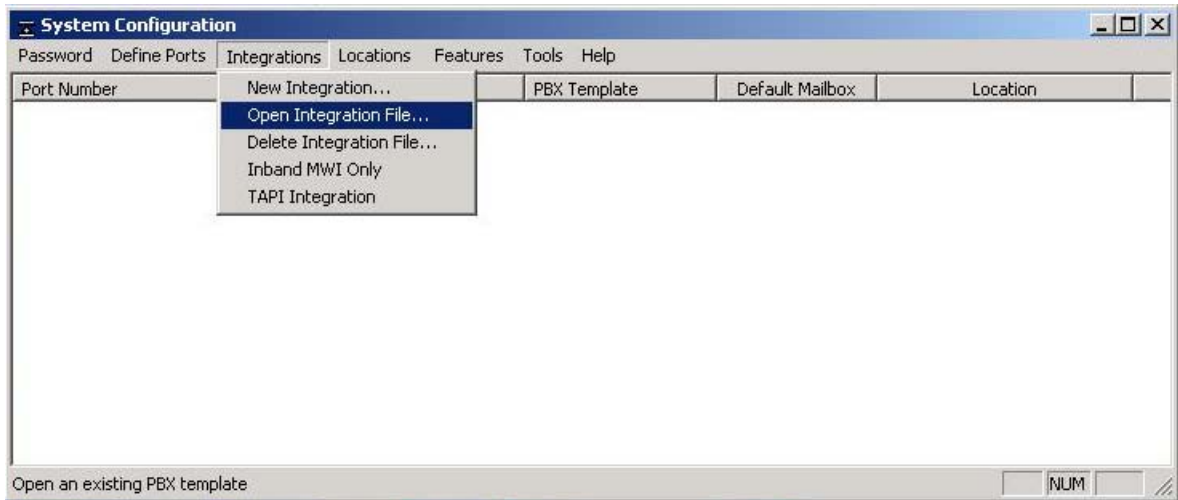 System Configuration
Password Define Ports Integrations Locations Features Tools Help
Port Number PBX Template Default Mailbox Location
New Integration...
Open Integration File...
Delete Integration File...
Inband MWI Only
TAPI Integration
Open an existing PBX template NUM